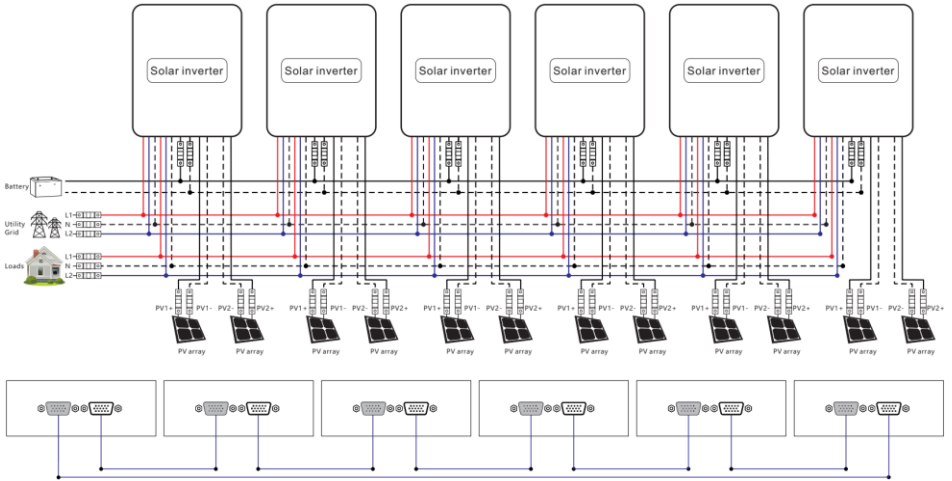 Solar inverter Solar inverter Solar inverter Solar inverter Solar inverter Solar inverter
Battery
Utility Grid
L1
N
L2
Loads
L1
N
L2
PV1+ PV1- PV2- PV2+ PV1+ PV1- PV2- PV2+ PV1+ PV1- PV2- PV2+ PV1+ PV1- PV2- PV2+ PV1+ PV1- PV2- PV2+ PV1+ PV1- PV2- PV2+
PV array PV array PV array PV array PV array PV array PV array PV array PV array PV array PV array PV array